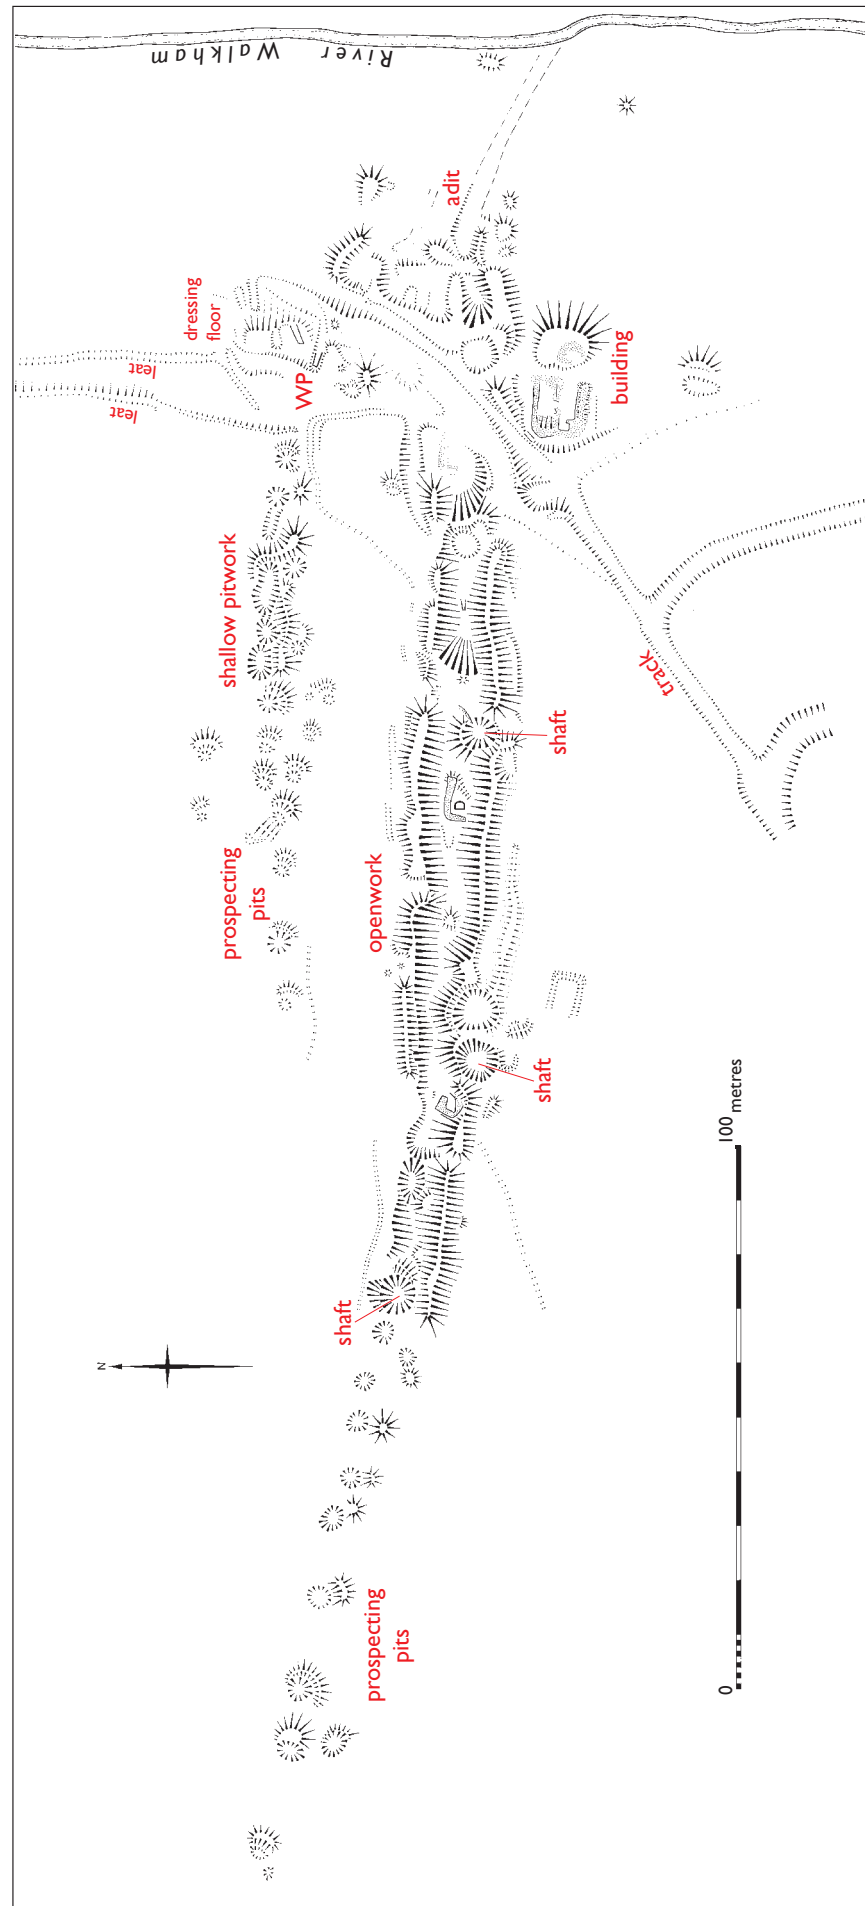 River Walkham
adit
dressing
floor
leat
leat
WP
building
shallow pitwork
track
shaft
D
prospecting
pits
openwork
shaft
100 metres
shaft
N
prospecting
pits
0